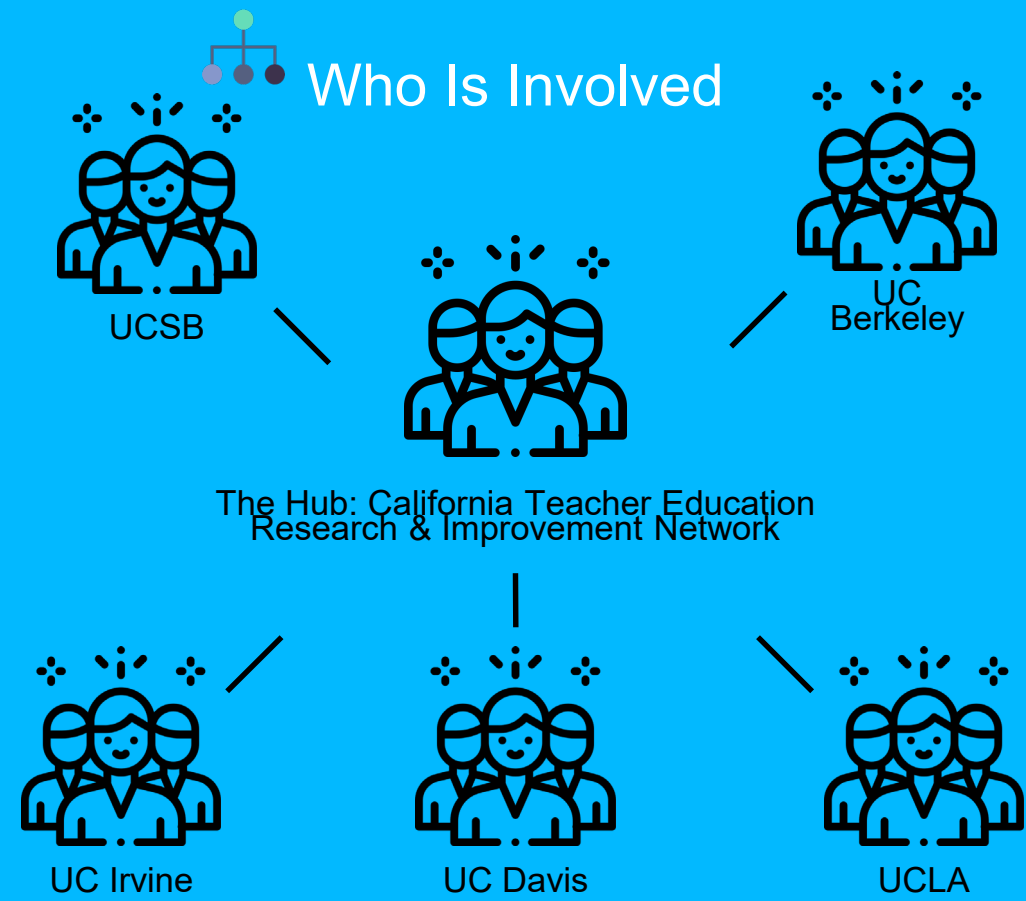 Who Is Involved
UCSB
UC
Berkeley
The Hub: California Teacher Education
Research & Improvement Network
UC Irvine
UC Davis
UCLA